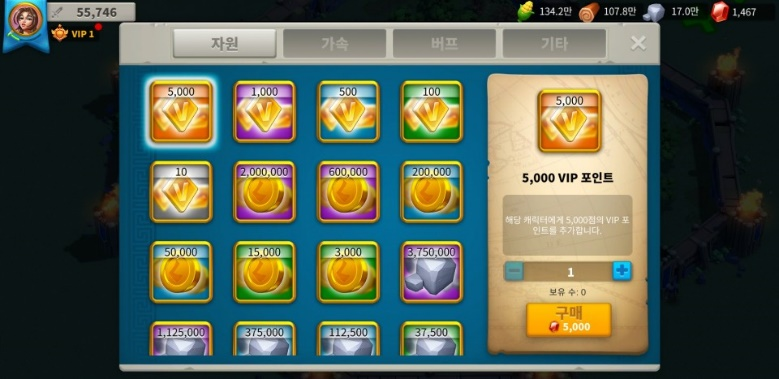 55,746
134.2만
107.8만
17.0만
1,467
VIP 1
자원
가속
버프
기타
5,000
1,000
500
100
10
2,000,000
600,000
200,000
50,000
15,000
3,000
3,750,000
1,125,000
375,000
112,500
37,500
5,000
5,000 VIP 포인트
해당 캐릭터에게 5,000점의 VIP 포
인트를 추가합니다.
1
보유 수: 0
구매
5,000